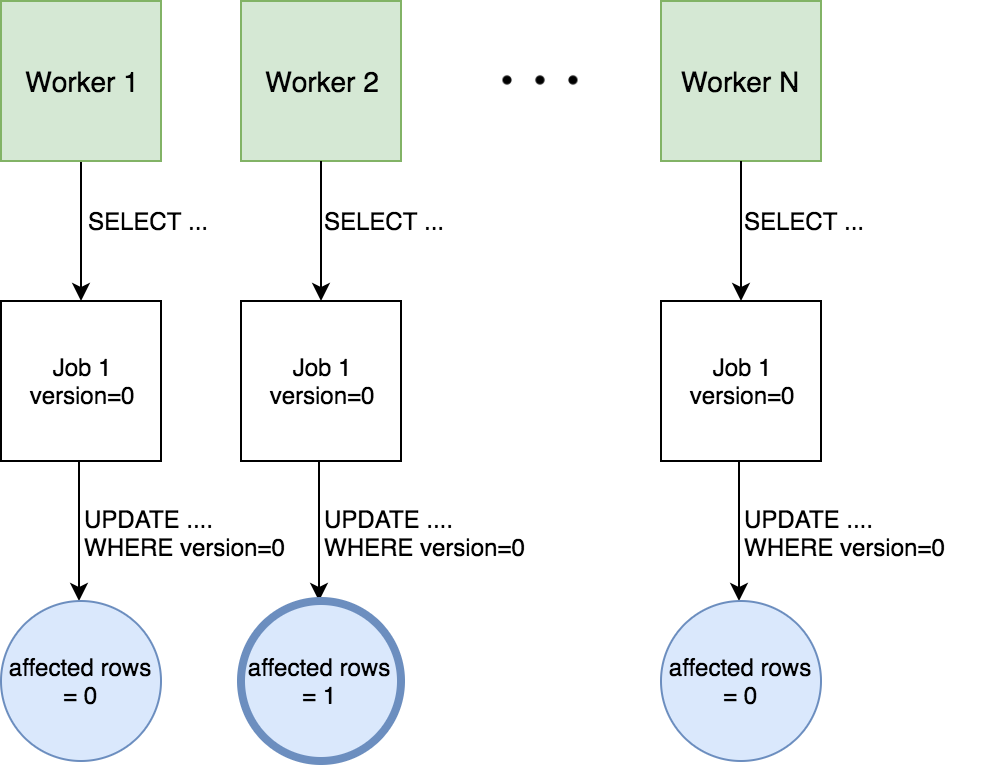 Worker 1
Worker 2
. . .
Worker N
SELECT ...
SELECT ...
SELECT ...
Job 1
version=0
Job 1
version=0
Job 1
version=0
UPDATE ....
WHERE version=0
UPDATE ....
WHERE version=0
UPDATE ....
WHERE version=0
affected rows
= 0
affected rows
= 1
affected rows
= 0